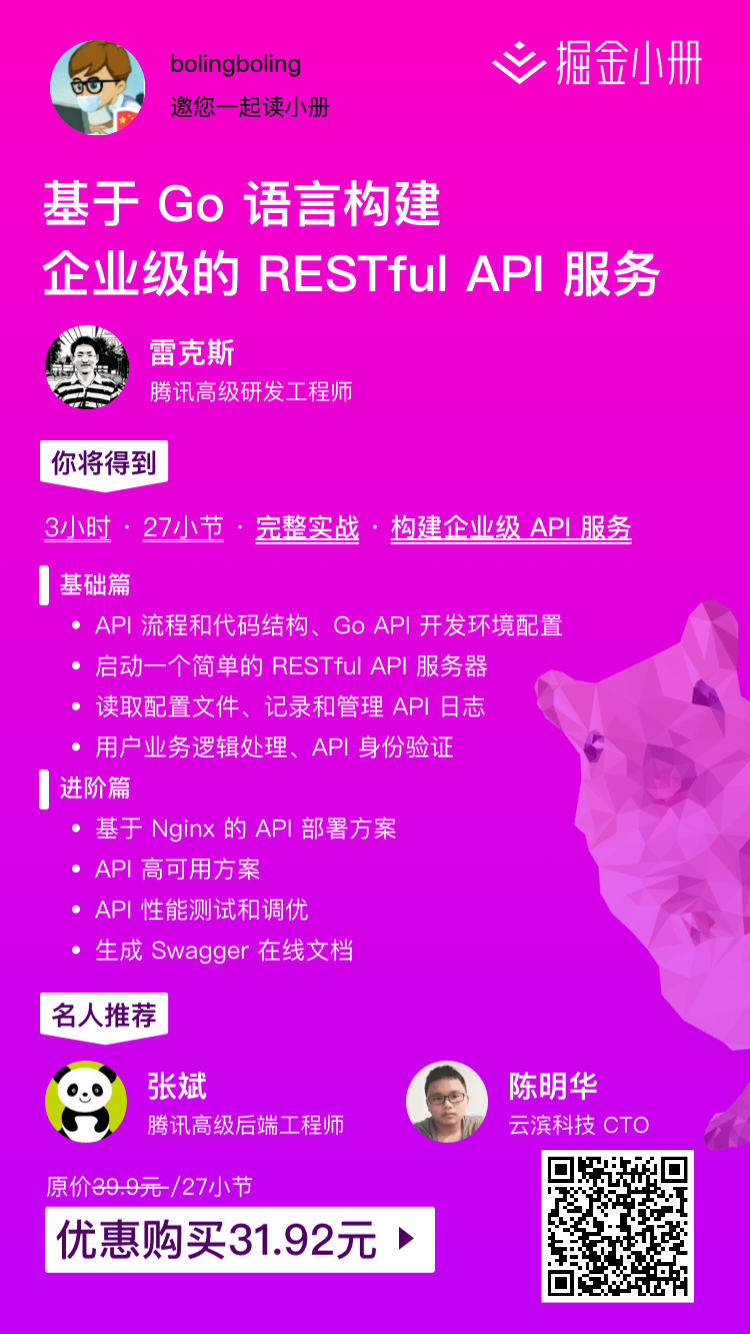 bolingboling
邀您一起读小册
掘金小册
基于 Go 语言构建
企业级的 RESTful API 服务
雷克斯
腾讯高级研发工程师
你将得到
3小时 · 27小节 · 完整实战 · 构建企业级 API 服务
基础篇
• API 流程和代码结构、Go API 开发环境配置
• 启动一个简单的 RESTful API 服务器
• 读取配置文件、记录和管理 API 日志
• 用户业务逻辑处理、API 身份验证
进阶篇
• 基于 Nginx 的 API 部署方案
• API 高可用方案
• API 性能测试和调优
• 生成 Swagger 在线文档
名人推荐
张斌
腾讯高级后端工程师
陈明华
云滨科技 CTO
原价39.9元/27小节
优惠购买31.92元